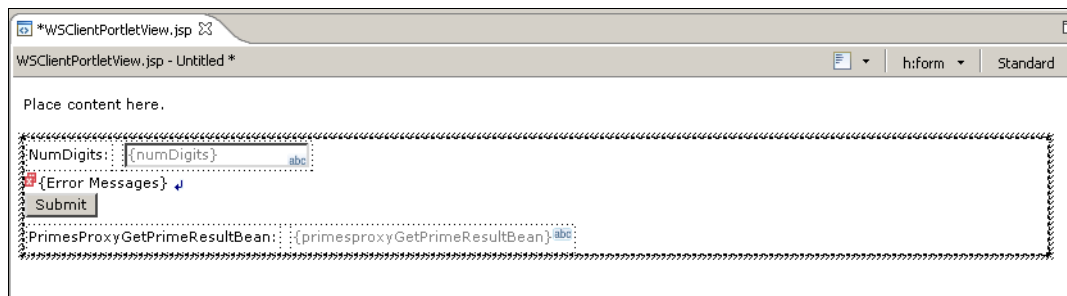 *WSClientPortletView.jsp
WSClientPortletView.jsp - Untitled *
h:form
Standard
Place content here.
NumDigits: {numDigits} abc
{Error Messages}
Submit
PrimesProxyGetPrimeResultBean: {primesproxyGetPrimeResultBean} abc